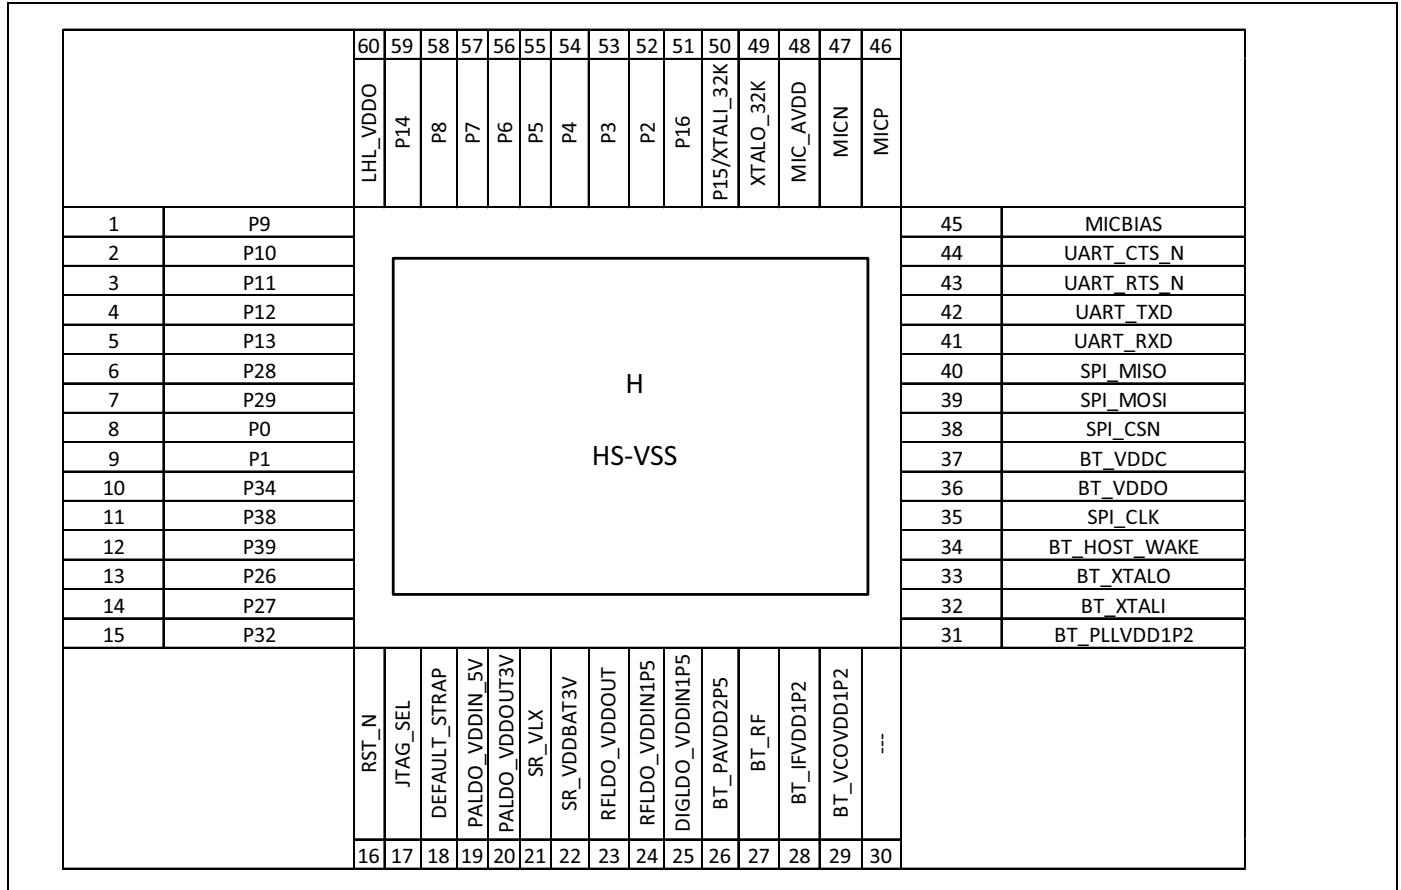 60 59 58 57 56 55 54 53 52 51 50 49 48 47 46
LHL_VDDO
P14
P8
P7
P6
P5
P4
P3
P2
P16
P15/XTALI_32K
XTALO_32K
MIC_AVDD
MICN
MICP
1 P9 45 MICBIAS
2 P10 44 UART_CTS_N
3 P11 43 UART_RTS_N
4 P12 42 UART_TXD
5 P13 41 UART_RXD
6 P28 40 SPI_MISO
7 P29 39 SPI_MOSI
8 P0 38 SPI_CSN
9 P1 37 BT_VDDC
10 P34 36 BT_VDDO
11 P38 35 SPI_CLK
12 P39 34 BT_HOST_WAKE
13 P26 33 BT_XTALO
14 P27 32 BT_XTALI
15 P32 31 BT_PLLVDD1P2
H
HS-VSS
RST_N
JTAG_SEL
DEFAULT_STRAP
PALDO_VDDIN_5V
PALDO_VDDOUT3V
SR_VLX
SR_VDDBAT3V
RFLDO_VDDOUT
RFLDO_VDDIN1P5
DIGLDO_VDDIN1P5
BT_PAVDD2P5
BT_RF
BT_IFVDD1P2
BT_VCOVDD1P2
---
16 17 18 19 20 21 22 23 24 25 26 27 28 29 30